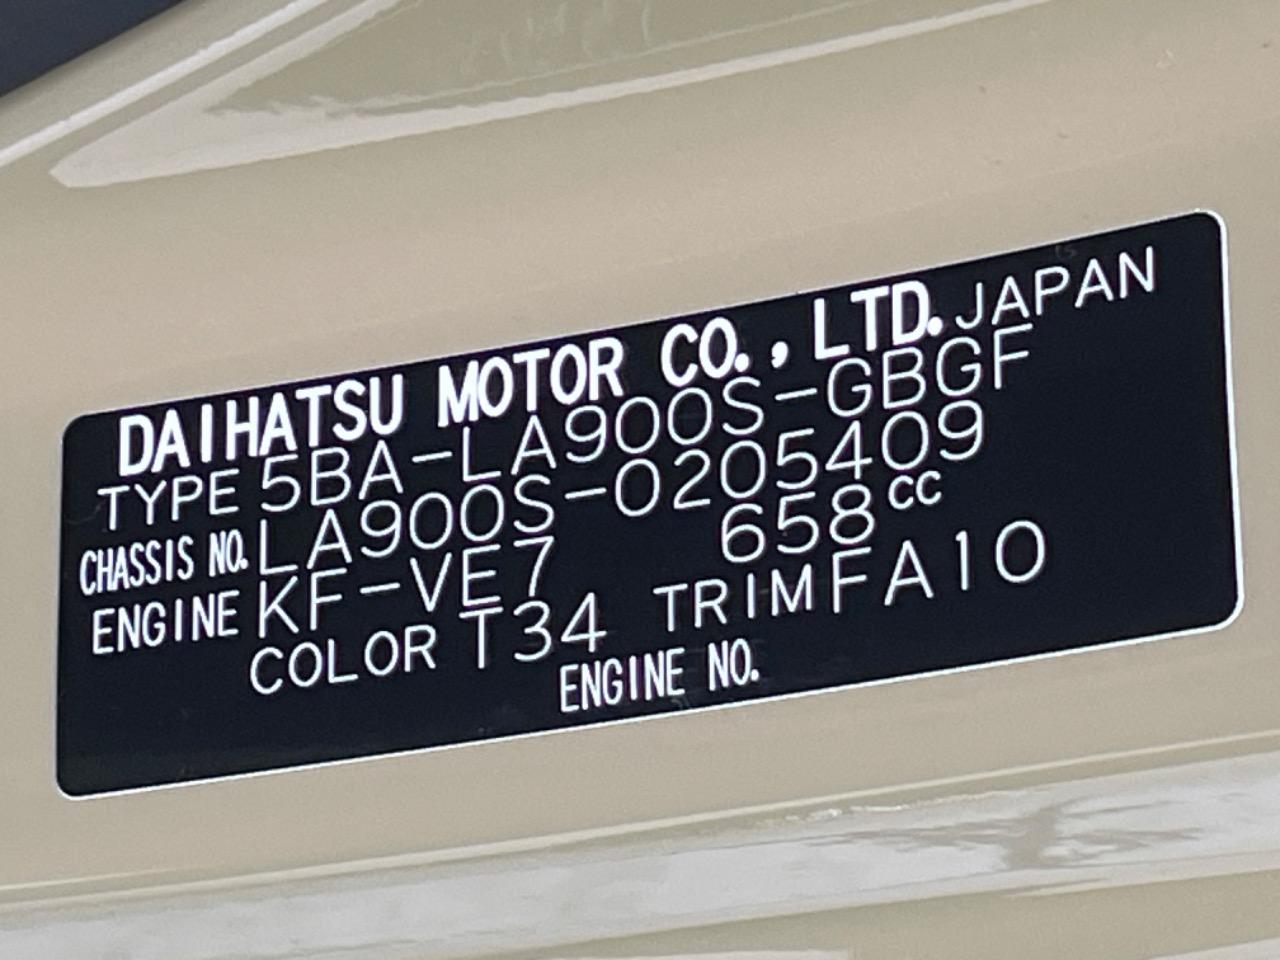 DAIHATSU MOTOR CO., LTD. JAPAN
TYPE 5BA-LA900S-GBGF
CHASSIS NO. LA900S-0205409
ENGINE KF-VE7 658cc
COLOR T34 TRIM FA10
ENGINE NO.